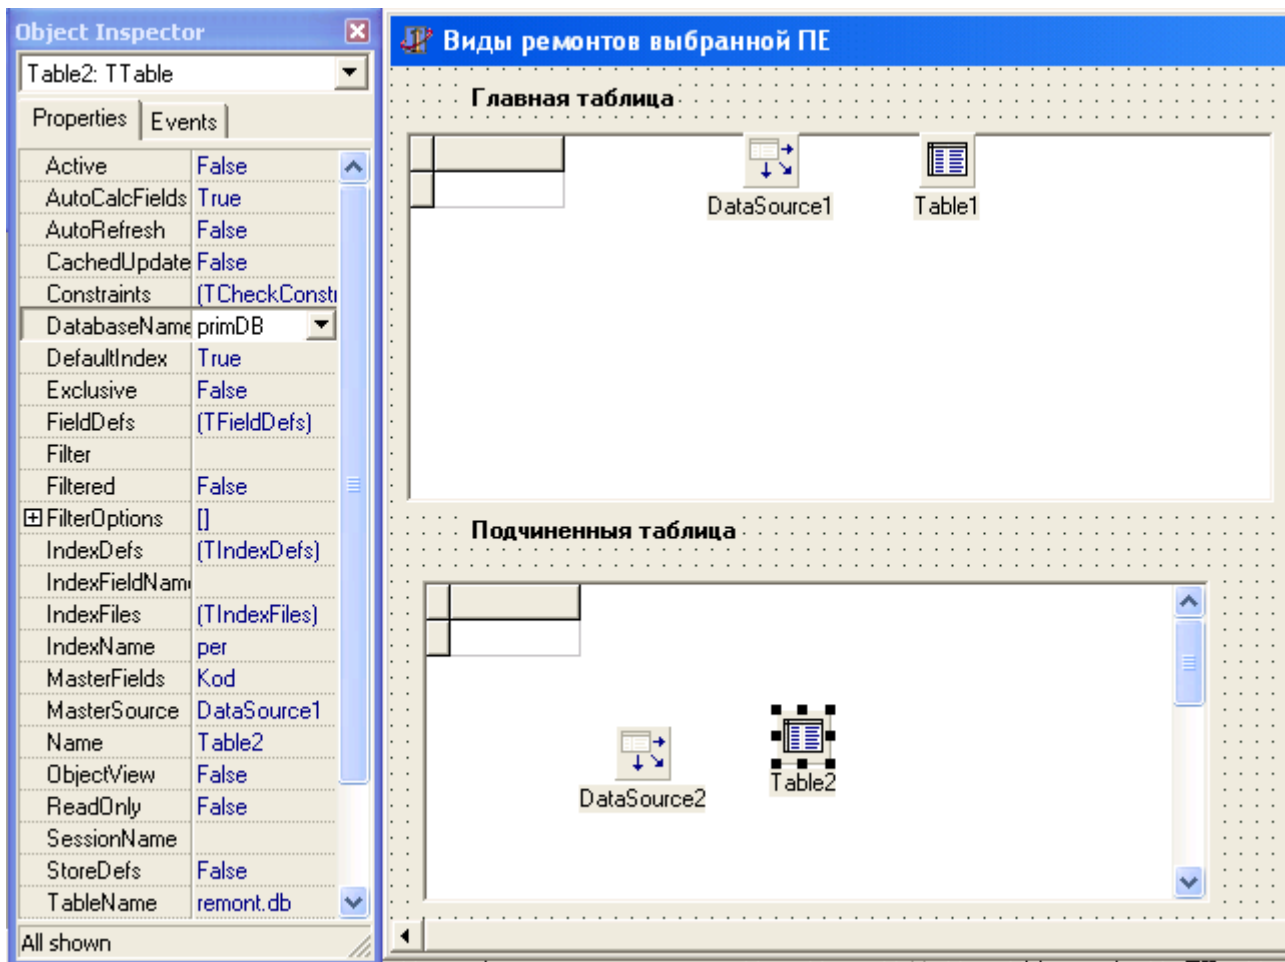 Object Inspector
Table2: TTable
Properties
Events
Active False
AutoCalcFields True
AutoRefresh False
CachedUpdate False
Constraints (TCheckConstr
DatabaseName primDB
DefaultIndex True
Exclusive False
FieldDefs (TFieldDefs)
Filter
Filtered False
FilterOptions []
IndexDefs (TIndexDefs)
IndexFieldNam
IndexFiles (TIndexFiles)
IndexName per
MasterFields Kod
MasterSource DataSource1
Name Table2
ObjectView False
ReadOnly False
SessionName
StoreDefs False
TableName remont.db
All shown
Виды ремонтов выбранной ПЕ
Главная таблица
DataSource1
Table1
Подчиненныя таблица
DataSource2
Table2